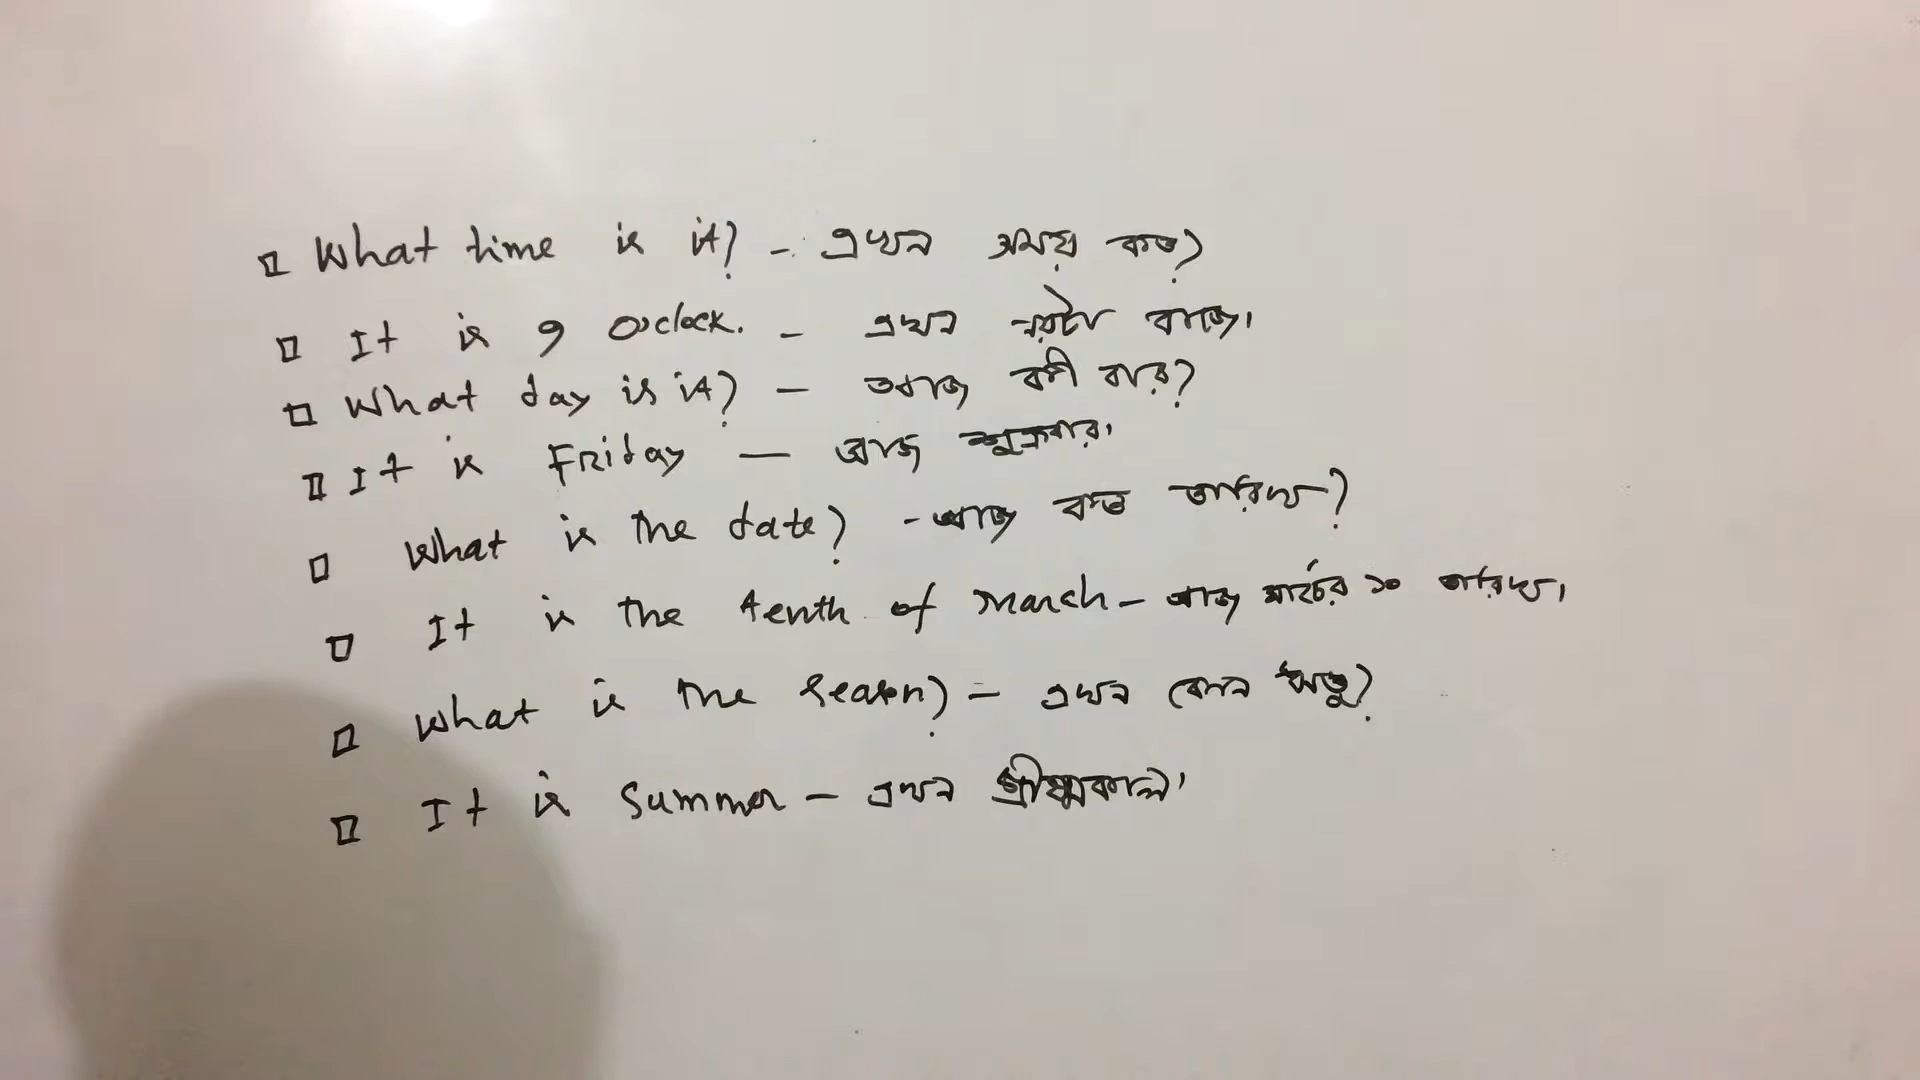 What time is it? - এখন সময় কত?
It is 9 O'clock. - এখন নয়টা বাজে।
What day is it? - আজ কী বার?
It is Friday - আজ শুক্রবার।
What is the date? - আজ কত তারিখ?
It is the tenth of march - আজ মার্চের ১০ তারিখ।
What is the season? - এখন কোন ঋতু?
It is summer - এখন গ্রীষ্মকাল।